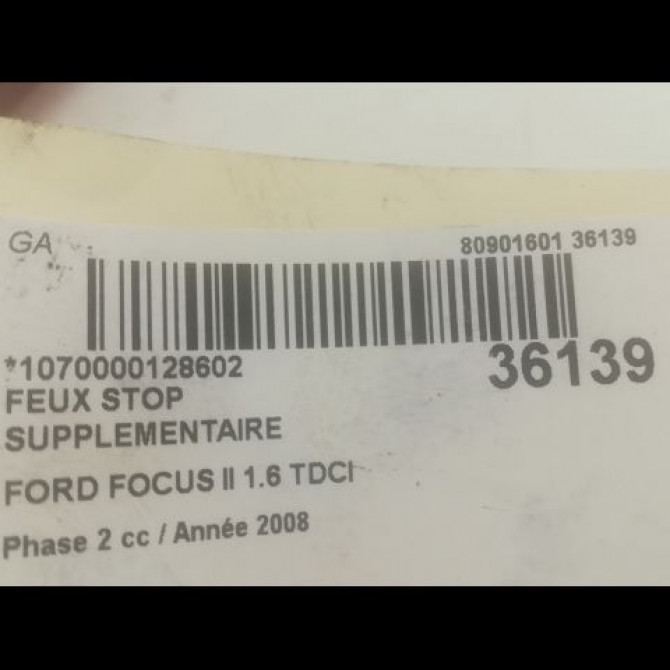 GA
80901601 36139
*1070000128602
36139
FEUX STOP
SUPPLEMENTAIRE
FORD FOCUS II 1.6 TDCI
Phase 2 cc / Année 2008